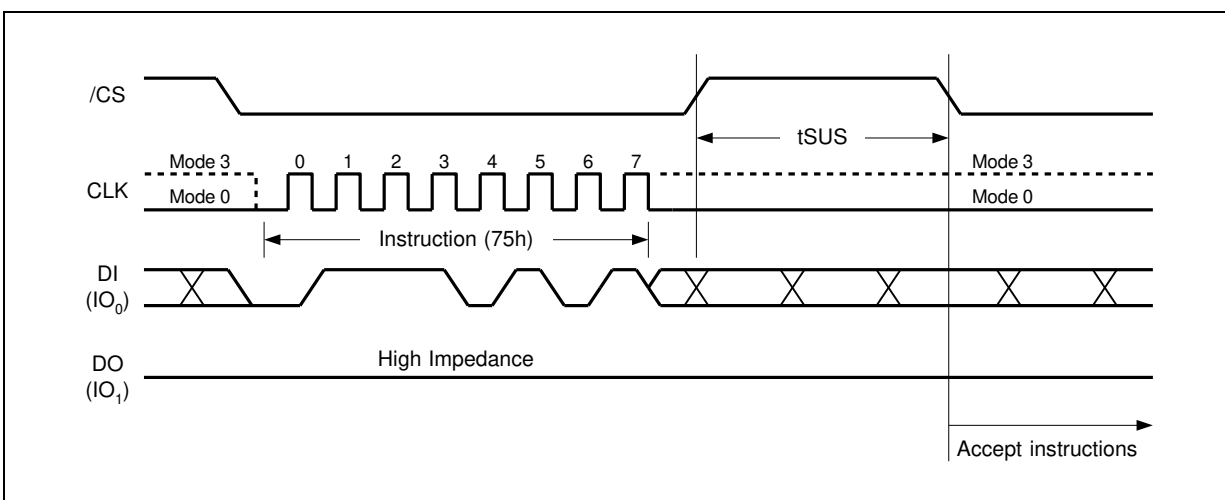 /CS
tSUS
Mode 3 0 1 2 3 4 5 6 7 Mode 3
CLK
Mode 0 Mode 0
Instruction (75h)
DI
(IO0)
High Impedance
DO
(IO1)
Accept instructions